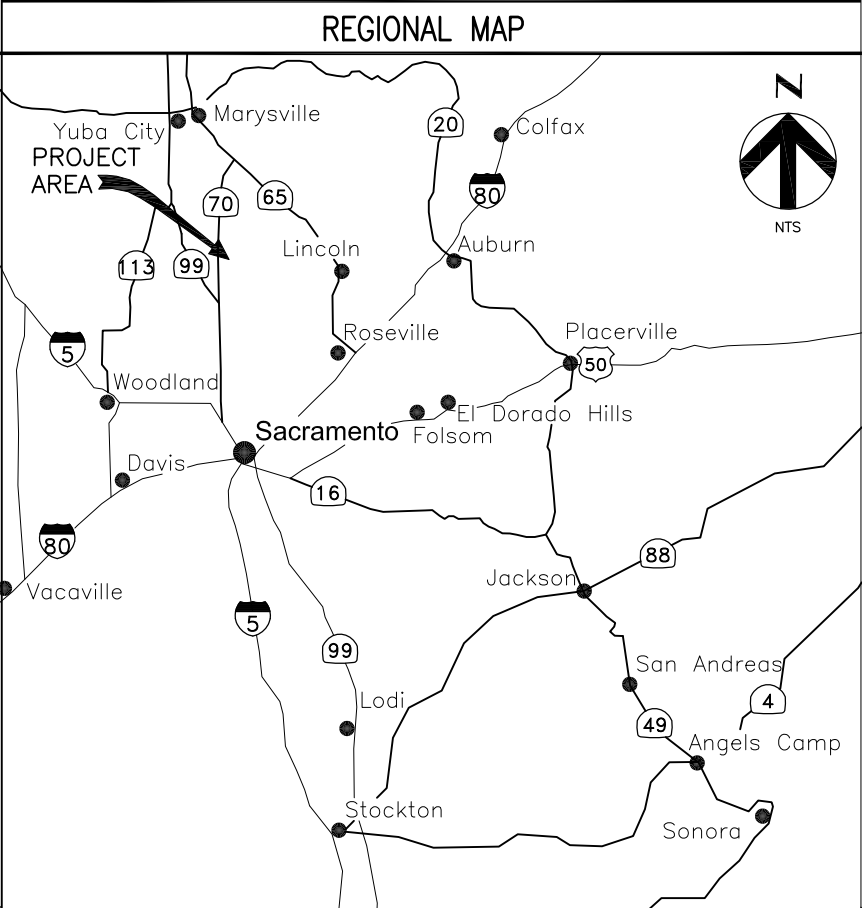 REGIONAL MAP
N
NTS
Marysville
Yuba City
PROJECT
AREA
20
Colfax
80
70
65
Lincoln
Auburn
113
99
5
Roseville
Placerville
50
Woodland
El Dorado Hills
Folsom
Sacramento
Davis
16
80
88
Vacaville
Jackson
5
99
San Andreas
4
Lodi
49
Angels Camp
Stockton
Sonora